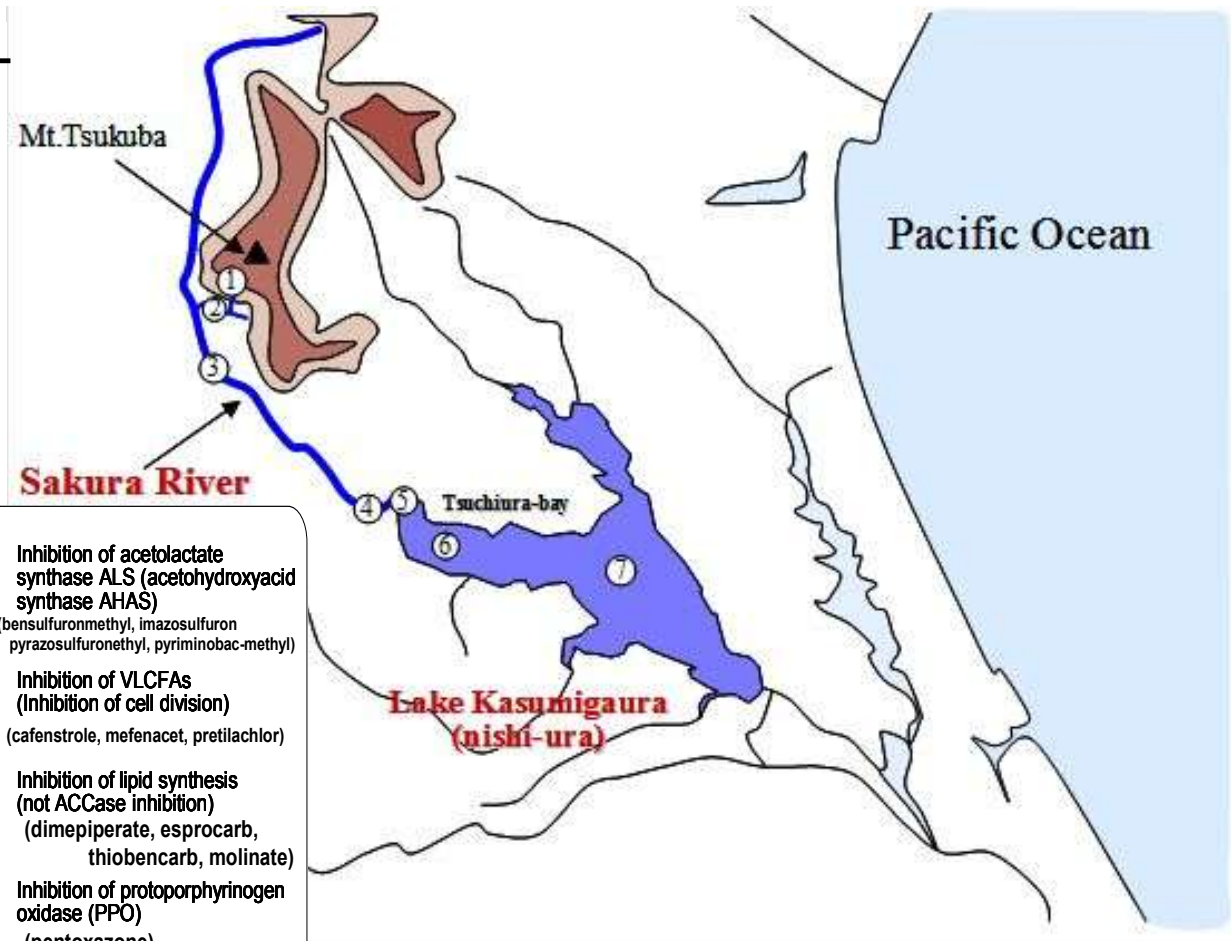 Mt.Tsukuba
Pacific Ocean
1
2
3
Sakura River
4
5
Tsuchiura-bay
6
7
Lake Kasumigaura
(nishi-ura)
Inhibition of acetolactate
synthase ALS (acetohydroxyacid
synthase AHAS)
(bensulfuronmethyl, imazosulfuron
pyrazosulfuronethyl, pyriminobac-methyl)
Inhibition of VLCFAs
(Inhibition of cell division)
(cafenstrole, mefenacet, pretilachlor)
Inhibition of lipid synthesis
(not ACCase inhibition)
(dimepiperate, esprocarb,
thiobencarb, molinate)
Inhibition of protoporphyrinogen
oxidase (PPO)
(pentoxazone)